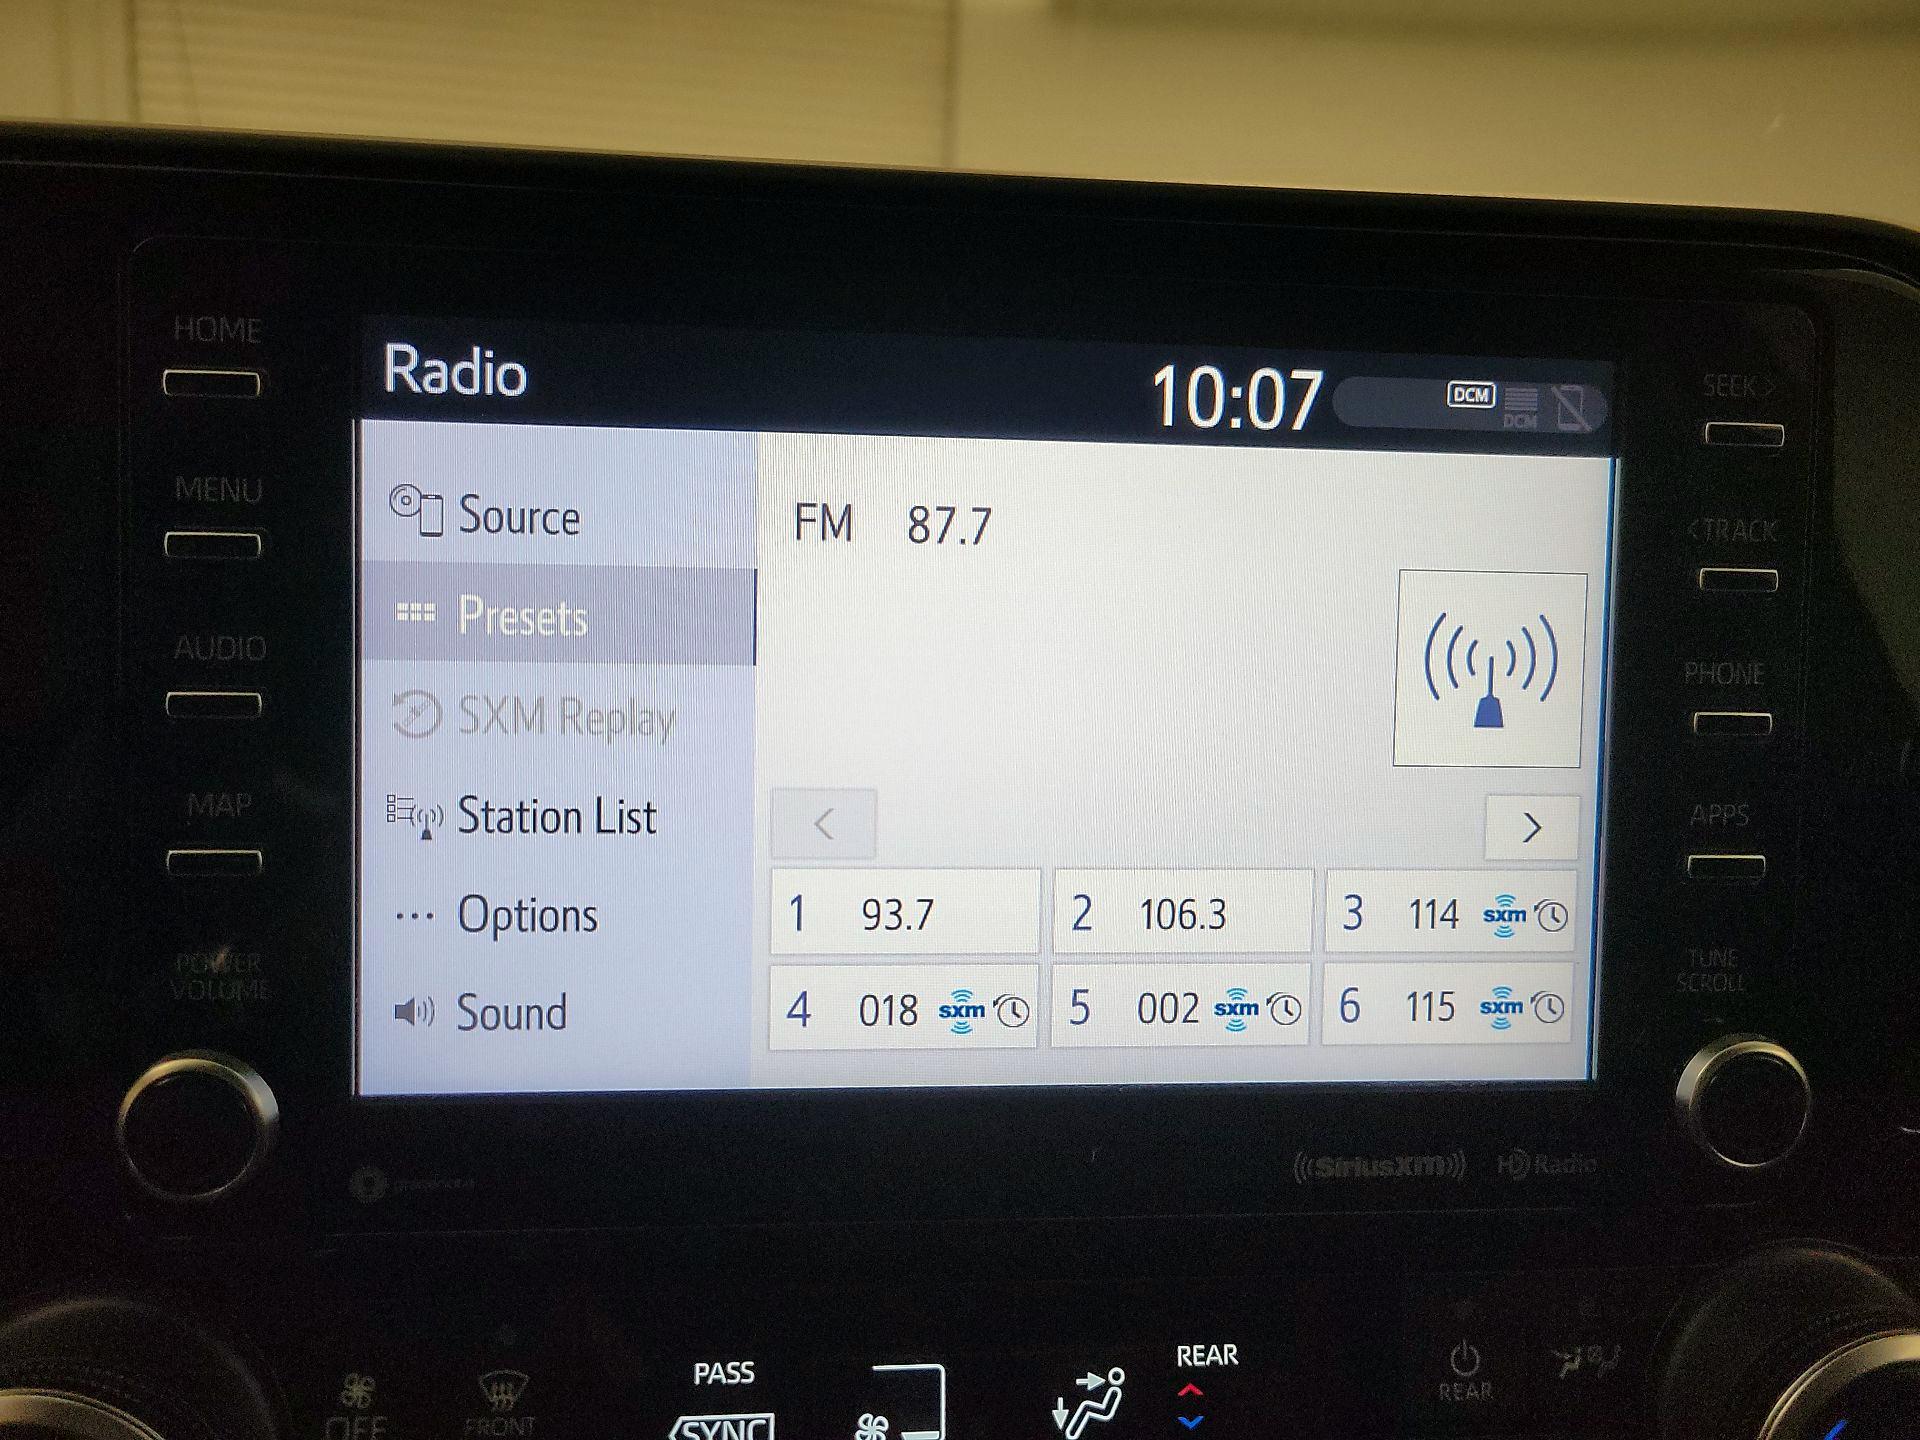 HOME
Radio
10:07
DCM
DCM
SEEK >
MENU
Source
FM 87.7
< TRACK
Presets
AUDIO
SXM Replay
PHONE
MAP
Station List
<
>
APPS
1 93.7
2 106.3
3 114 sxm
Options
POWER
VOLUME
TUNE
SCROLL
4 018 sxm
5 002 sxm
6 115 sxm
Sound
((SiriusXM))
HD Radio
PASS
REAR
OFF
FRONT
SYNC
REAR